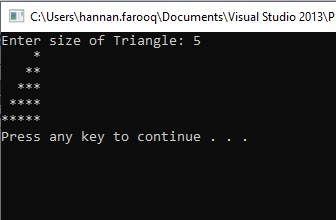 C:\Users\hannan.farooq\Documents\Visual Studio 2013\P
Enter size of Triangle: 5
    *
   **
  ***
 ****
*****
Press any key to continue . . .